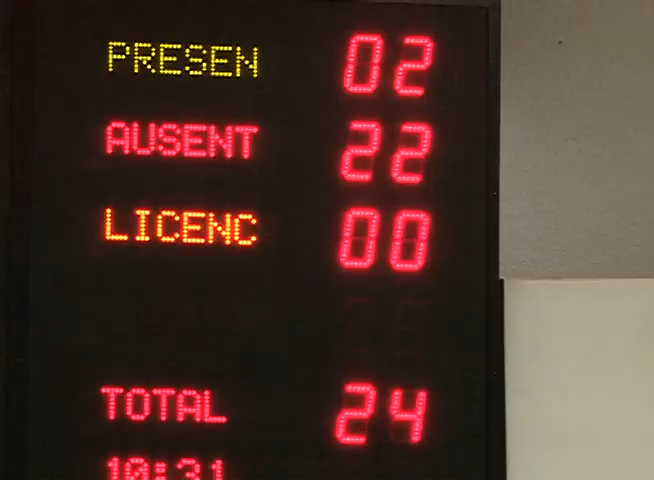 PRESEN 02
AUSENT 22
LICENC 00
TOTAL 24
10:31